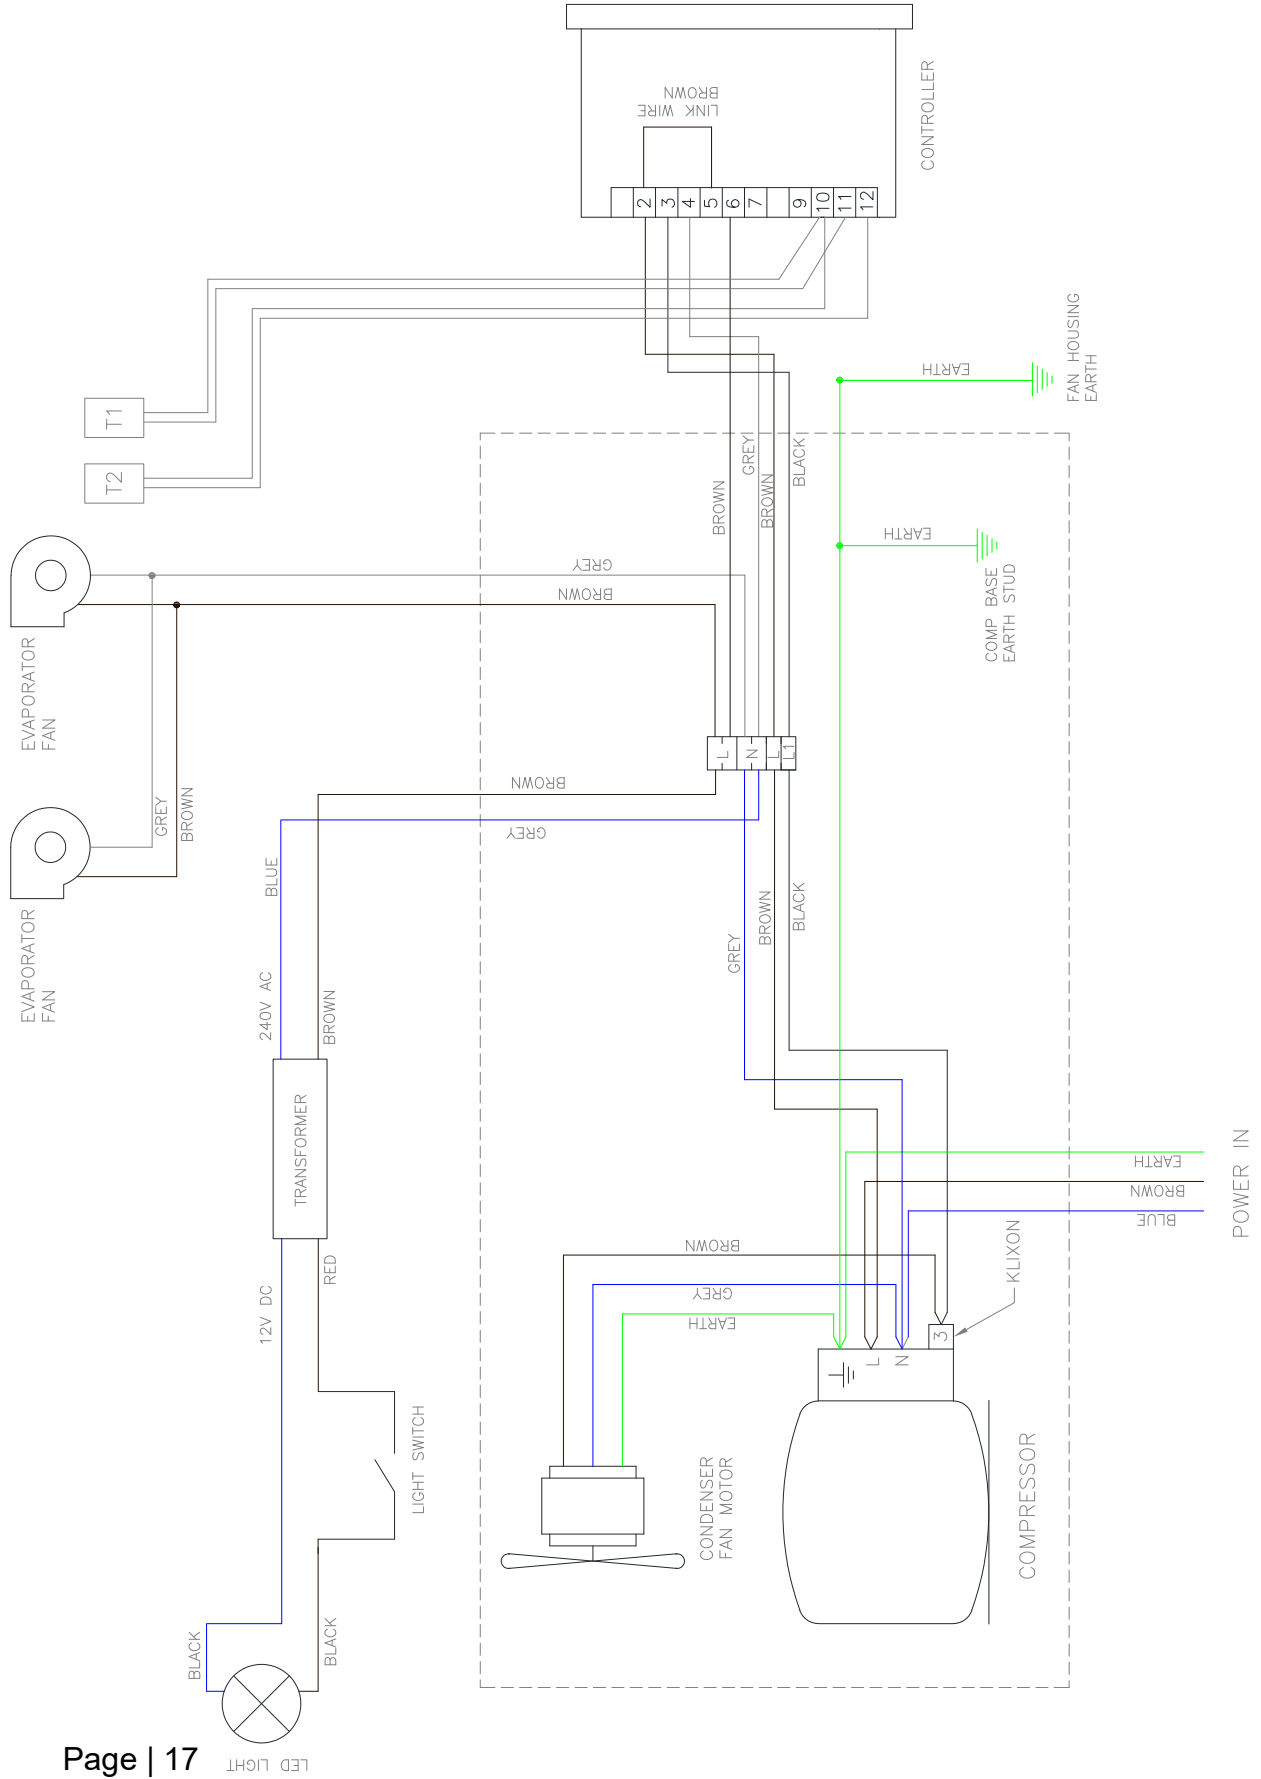 CONTROLLER
LINK WIRE
BROWN
2
3
4
5
6
7
9
10
11
12
T1
T2
FAN HOUSING
EARTH
EARTH
EARTH
COMP BASE
EARTH STUD
BROWN
GREY
BROWN
BLACK
GREY
BROWN
EVAPORATOR
FAN
GREY
BROWN
EVAPORATOR
FAN
L
N
L
L1
BROWN
GREY
BLUE
240V AC
BROWN
GREY
BROWN
BLACK
TRANSFORMER
12V DC
RED
LIGHT SWITCH
BLACK
BLACK
LED LIGHT
EARTH
BROWN
BLUE
POWER IN
BROWN
GREY
EARTH
KLIXON
3
L
N
CONDENSER
FAN MOTOR
COMPRESSOR
Page | 17